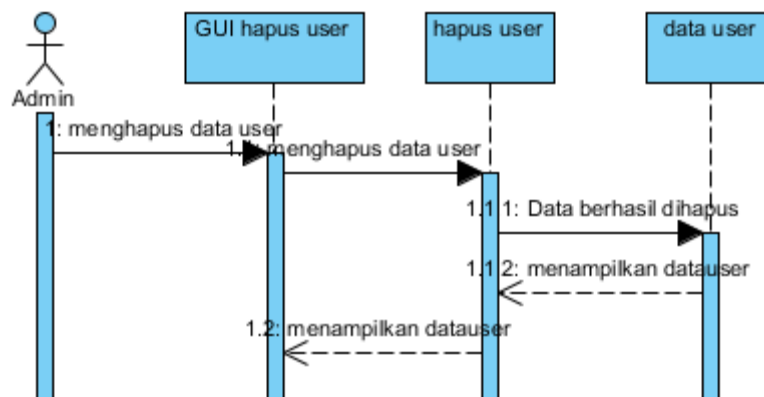 GUI hapus user
hapus user
data user
Admin
1: menghapus data user
1.1: menghapus data user
1.1.1: Data berhasil dihapus
1.1.2: menampilkan datauser
1.2: menampilkan datauser